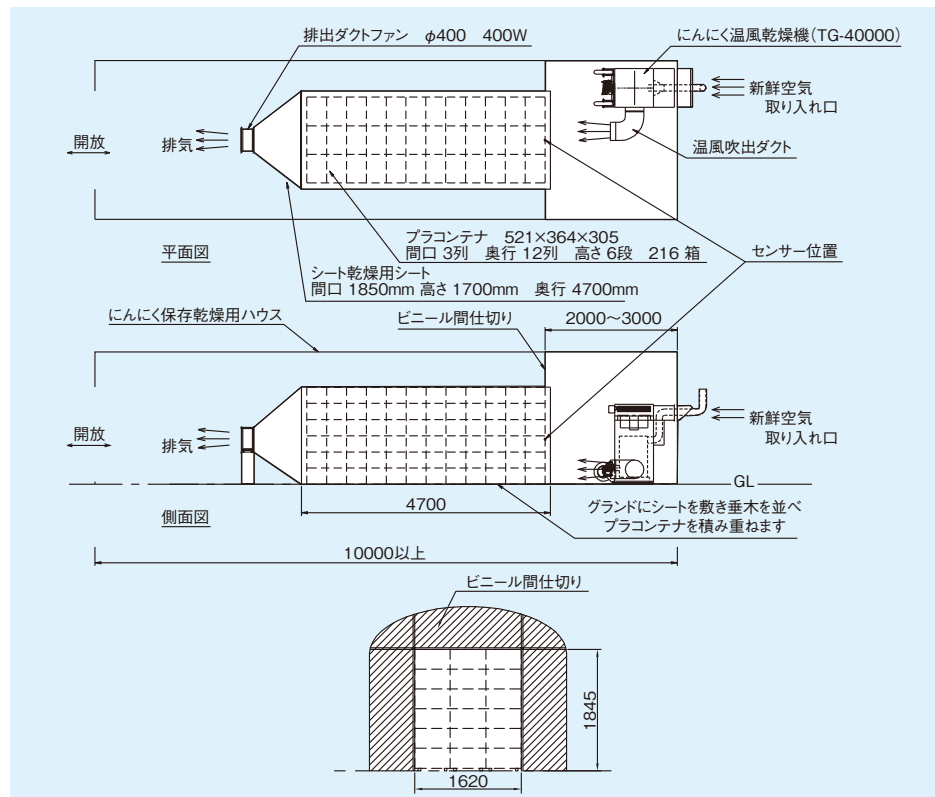 排出ダクトファン φ400 400W
にんにく温風乾燥機(TG-40000)
新鮮空気
取り入れ口
開放
排気
温風吹出ダクト
プラコンテナ 521×364×305
間口 3列 奥行 12列 高さ 6段 216 箱
センサー位置
平面図
シート乾燥用シート
間口 1850mm 高さ 1700mm 奥行 4700mm
にんにく保存乾燥用ハウス
ビニール間仕切り
2000～3000
新鮮空気
取り入れ口
開放
排気
GL
4700
グランドにシートを敷き垂木を並べ
プラコンテナを積み重ねます
側面図
10000以上
ビニール間仕切り
1845
1620